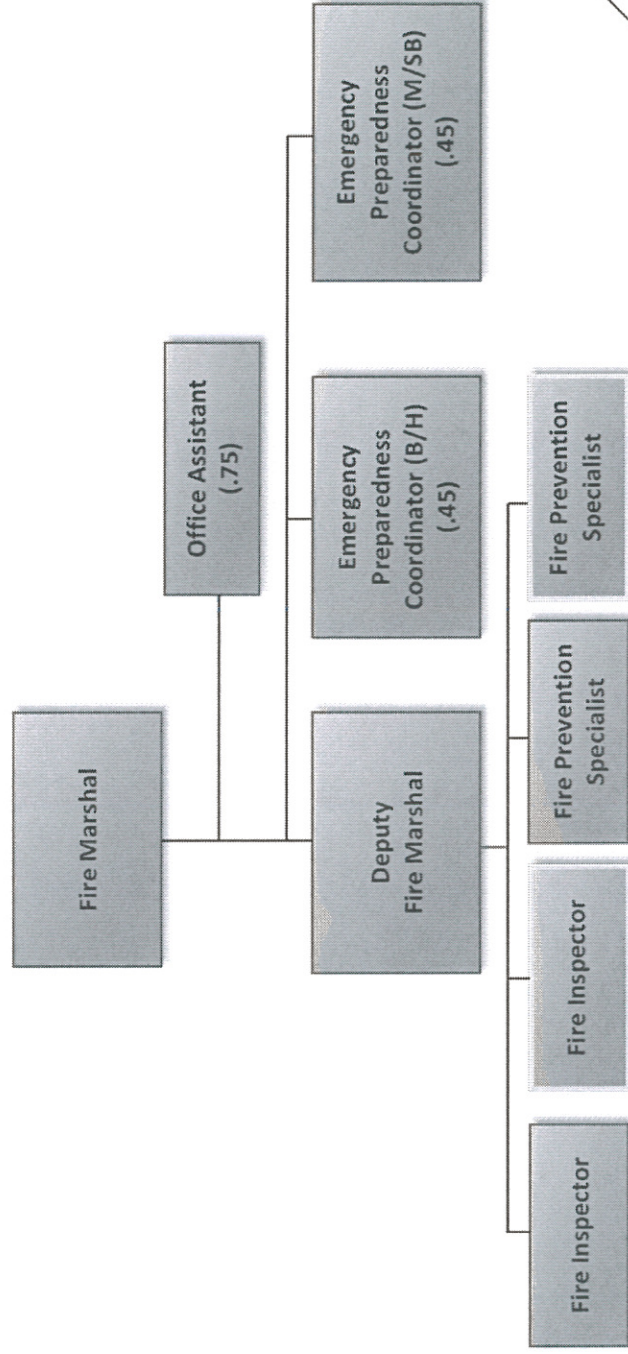 Fire Marshal
Office Assistant
(.75)
Deputy
Fire Marshal
Emergency
Preparedness
Coordinator (B/H)
(.45)
Emergency
Preparedness
Coordinator (M/SB)
(.45)
Fire Inspector
Fire Inspector
Fire Prevention
Specialist
Fire Prevention
Specialist